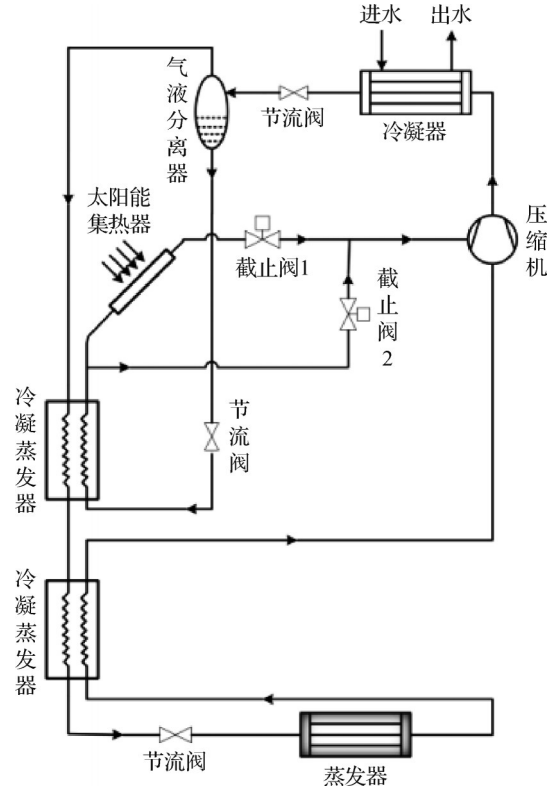 进水 出水
气液分离器
节流阀
冷凝器
太阳能
集热器
压缩机
截止阀1
截止阀2
冷凝蒸发器
节流阀
冷凝蒸发器
节流阀
蒸发器